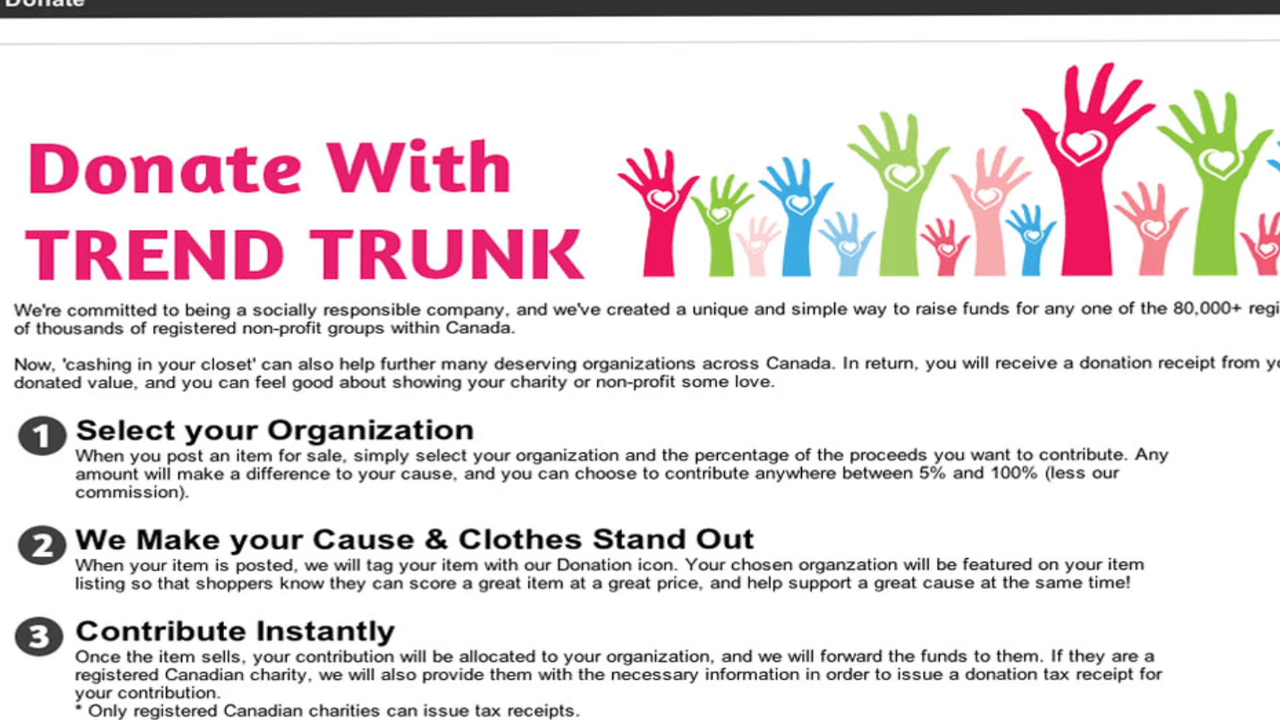 Donate
Donate With
TREND TRUNK
We're committed to being a socially responsible company, and we've created a unique and simple way to raise funds for any one of the 80,000+
of thousands of registered non-profit groups within Canada.
Now, 'cashing in your closet' can also help further many deserving organizations across Canada. In return, you will receive a donation receipt from
donated value, and you can feel good about showing your charity or non-profit some love.
1 Select your Organization
When you post an item for sale, simply select your organization and the percentage of the proceeds you want to contribute. Any
amount will make a difference to your cause, and you can choose to contribute anywhere between 5% and 100% (less our
commission).
2 We Make your Cause & Clothes Stand Out
When your item is posted, we will tag your item with our Donation icon. Your chosen organzation will be featured on your item
listing so that shoppers know they can score a great item at a great price, and help support a great cause at the same time!
3 Contribute Instantly
Once the item sells, your contribution will be allocated to your organization, and we will forward the funds to them. If they are a
registered Canadian charity, we will also provide them with the necessary information in order to issue a donation tax receipt for
your contribution.
* Only registered Canadian charities can issue tax receipts.